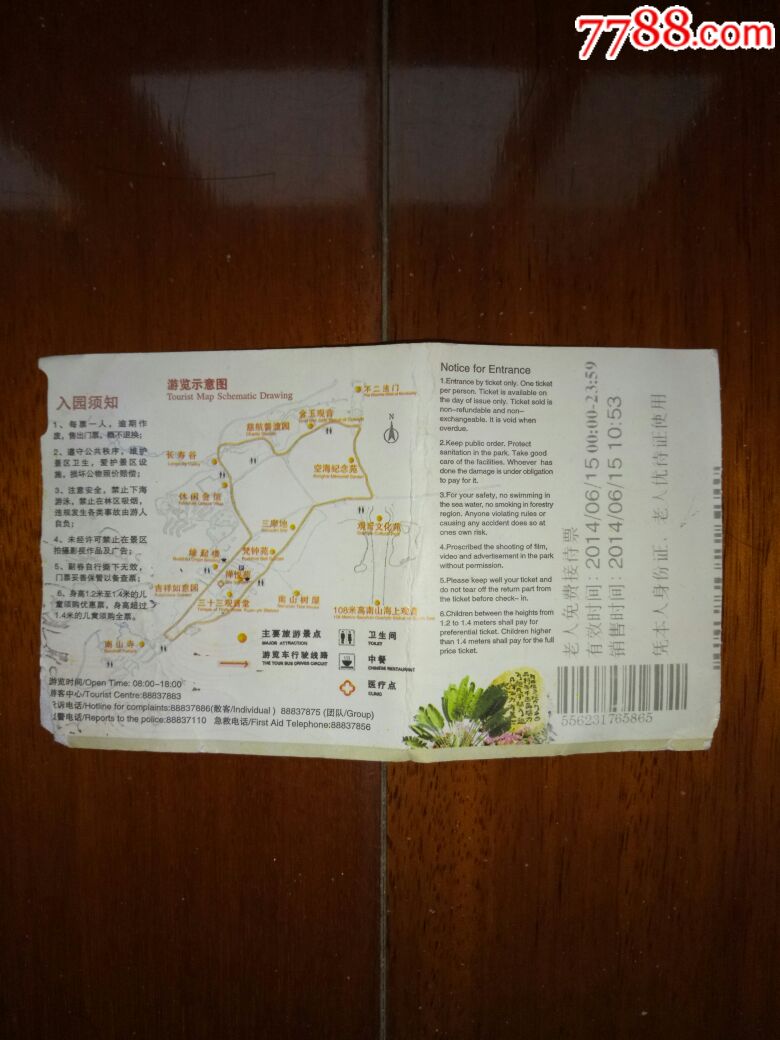 7788.com
入园须知
1、每票一人，逾期作
废，售出门票，概不退换；
2、遵守公共秩序，维护
景区卫生，爱护景区设
施，损坏公物照价赔偿；
3、注意安全，禁止下海
游泳，禁止在林区吸烟，
违规发生各类事故由游人
自负；
4、未经许可禁止在景区
拍摄影视作品及广告；
5、副券自行撕下无效，
门票妥善保管以备查票；
6、身高1.2米至1.4米的儿
童须购优惠票，身高超过
1.4米的儿童须购全票。
游览示意图
Tourist Map Schematic Drawing
不二法门
金玉观音
慈航普渡园
长寿谷
Longevity Valley
空海纪念苑
休闲会馆
三摩地
观音文化苑
缘起楼
梵钟苑
吉祥如意园
三十三观音堂
南山树屋
108米高南山海上观音
南山寺
N
主要旅游景点
MAJOR ATTRACTION
游览车行驶线路
THE TOUR BUS DRIVES CIRCUIT
卫生间
TOILET
中餐
CHINESE RESTAURANT
医疗点
CLINIC
游览时间/Open Time: 08:00–18:00
游客中心/Tourist Centre:88837883
投诉电话/Hotline for complaints:88837886(散客/Individual ) 88837875 (团队/Group)
报警电话/Reports to the police:88837110 急救电话/First Aid Telephone:88837856
Notice for Entrance
1.Entrance by ticket only. One ticket
per person. Ticket is available on
the day of issue only. Ticket sold is
non–refundable and non–
exchangeable. It is void when
overdue.
2.Keep public order. Protect
sanitation in the park. Take good
care of the facilities. Whoever has
done the damage is under obligation
to pay for it.
3.For your safety, no swimming in
the sea water, no smoking in forestry
region. Anyone violating rules or
causing any accident does so at
ones own risk.
4.Proscribed the shooting of film,
video and advertisement in the park
without permission.
5.Please keep well your ticket and
do not tear off the return part from
the ticket before check– in.
6.Children between the heights from
1.2 to 1.4 meters shall pay for
preferential ticket. Children higher
than 1.4 meters shall pay for the full
price ticket.
老人免费接待票
有效时间：2014/06/15 00:00-23:59
销售时间：2014/06/15 10:53
凭本人身份证、老人优待证使用
556231765865